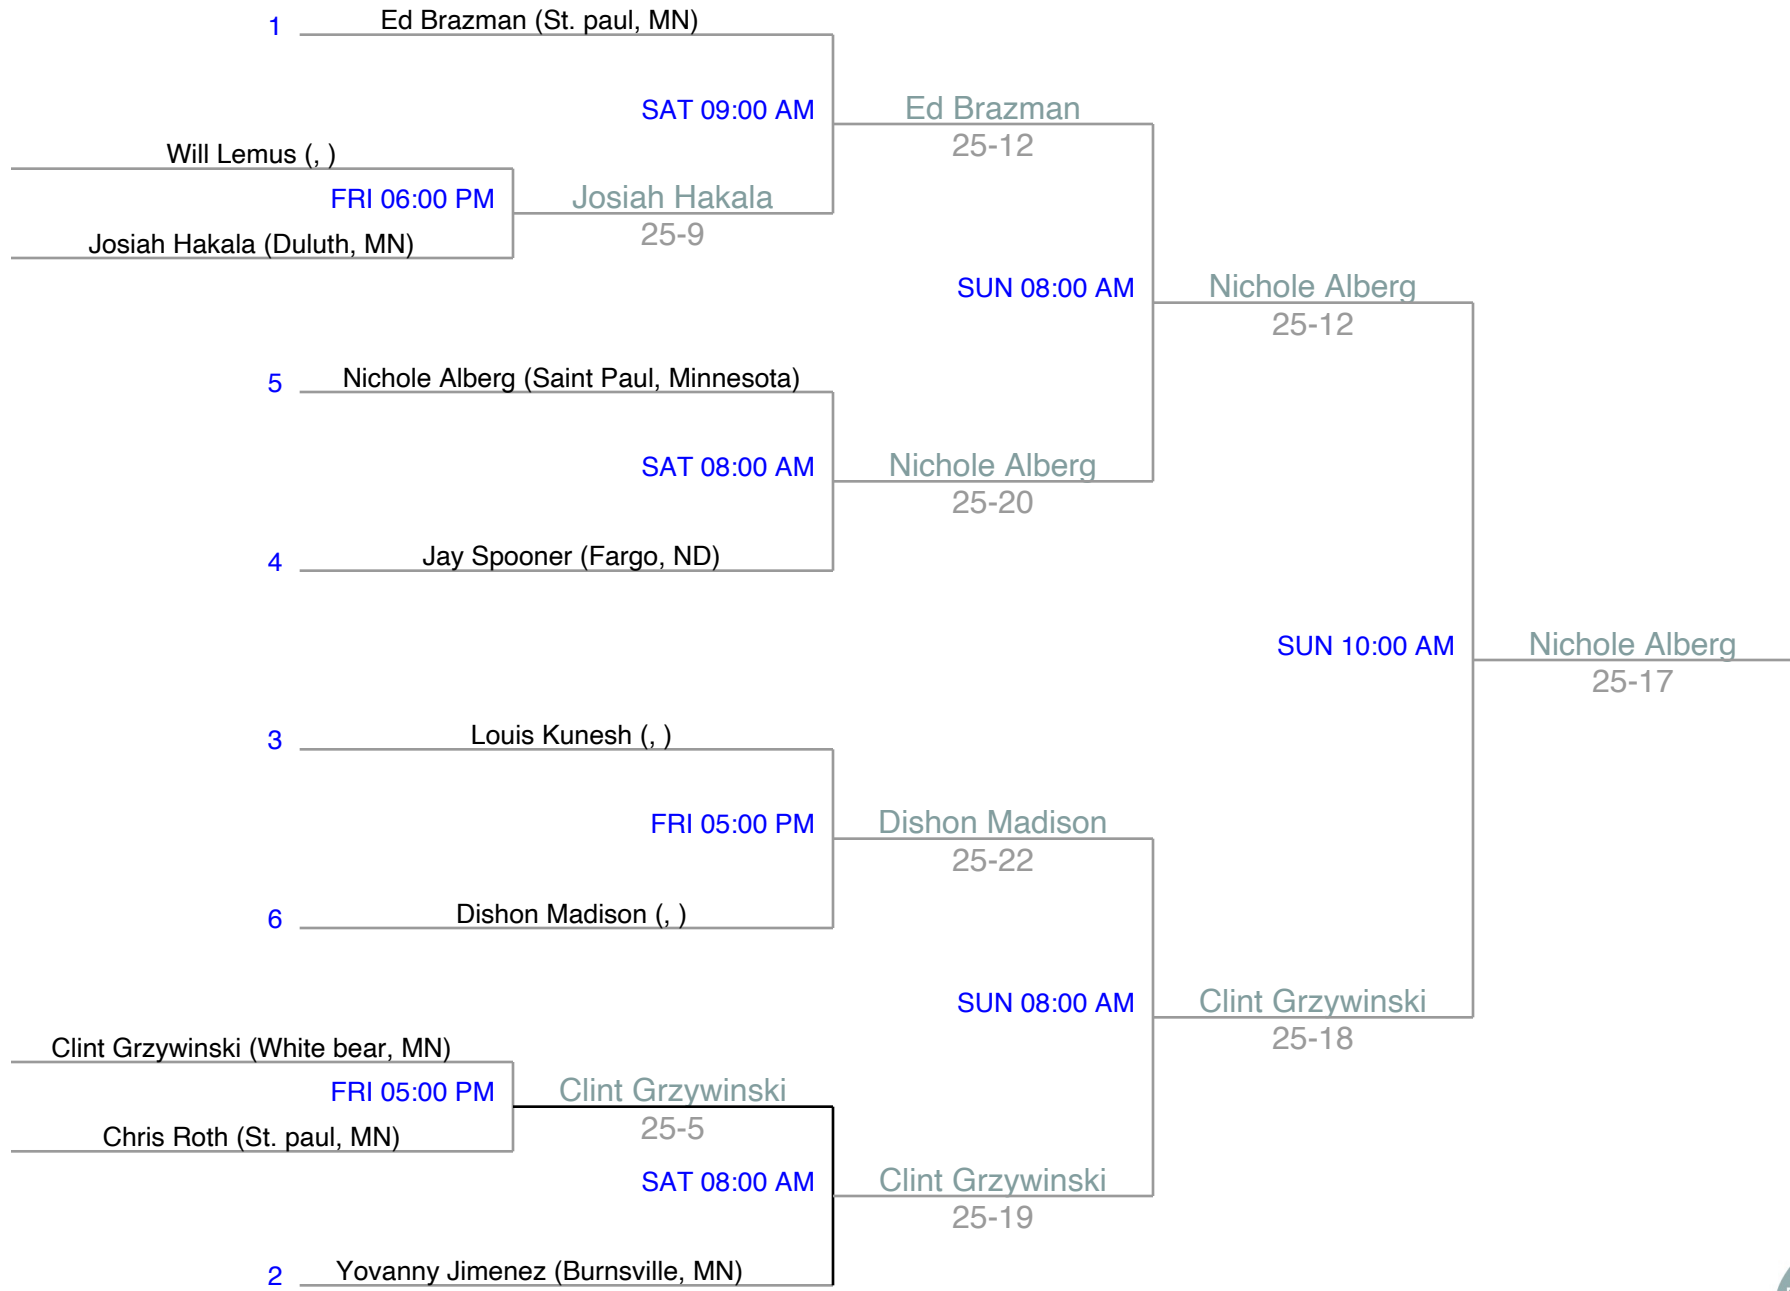 1 Ed Brazman (St. paul, MN)
SAT 09:00 AM
Ed Brazman
25-12
Will Lemus (, )
FRI 06:00 PM
Josiah Hakala
25-9
Josiah Hakala (Duluth, MN)
SUN 08:00 AM
Nichole Alberg
25-12
5 Nichole Alberg (Saint Paul, Minnesota)
SAT 08:00 AM
Nichole Alberg
25-20
4 Jay Spooner (Fargo, ND)
SUN 10:00 AM
Nichole Alberg
25-17
3 Louis Kunesh (, )
FRI 05:00 PM
Dishon Madison
25-22
6 Dishon Madison (, )
SUN 08:00 AM
Clint Grzywinski
25-18
Clint Grzywinski (White bear, MN)
FRI 05:00 PM
Clint Grzywinski
25-5
Chris Roth (St. paul, MN)
SAT 08:00 AM
Clint Grzywinski
25-19
2 Yovanny Jimenez (Burnsville, MN)